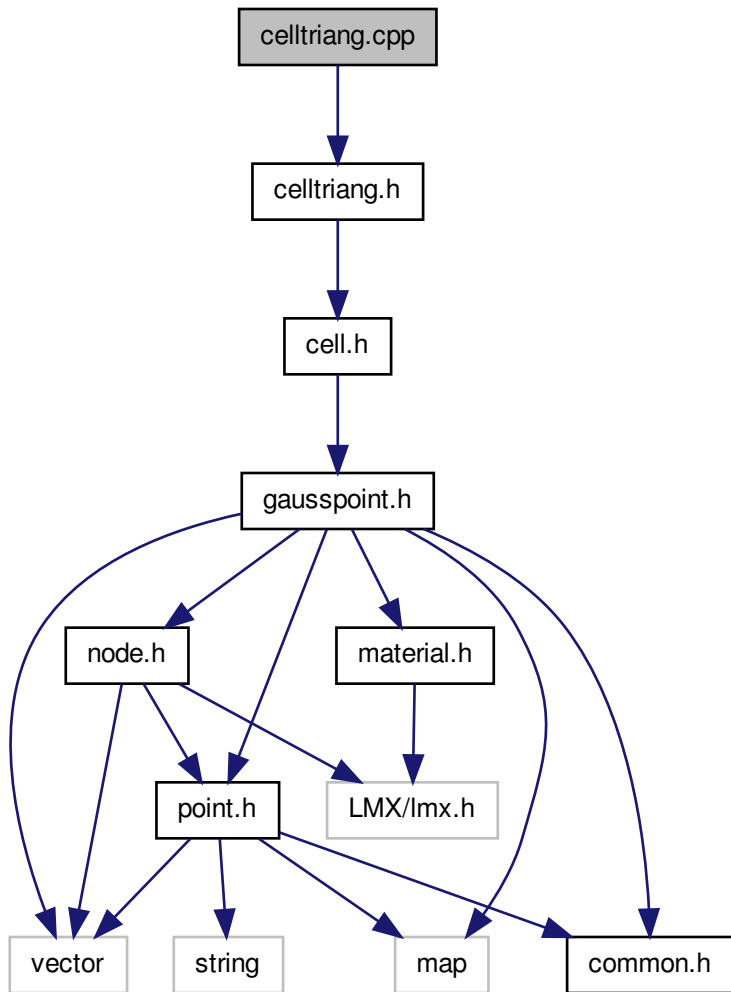 celltriang.cpp
celltriang.h
cell.h
gausspoint.h
node.h
material.h
point.h
LMX/lmx.h
vector
string
map
common.h